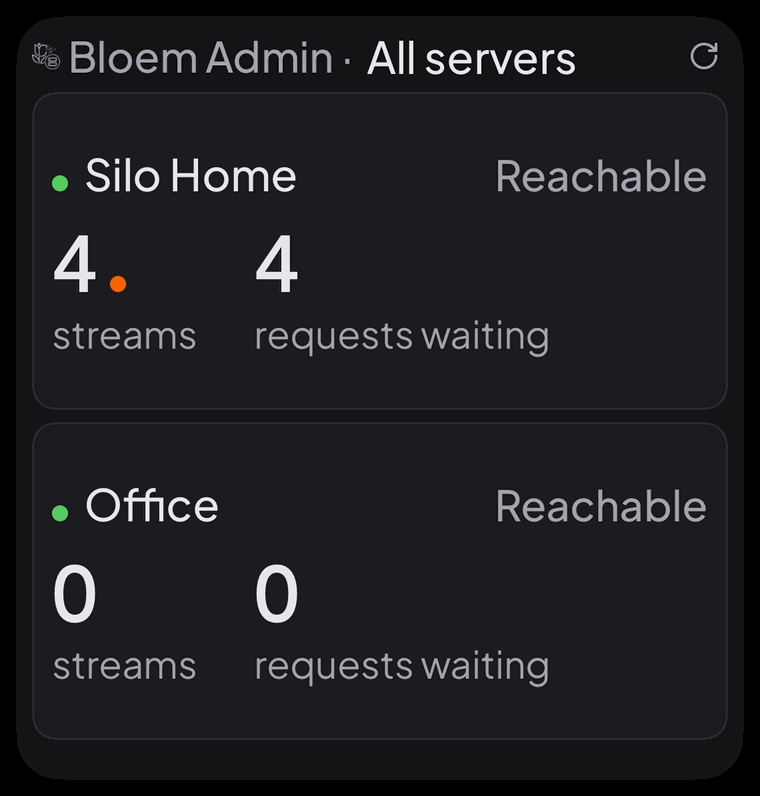 Bloem Admin · All servers
Silo Home Reachable
4 4
streams requests waiting
Office Reachable
0 0
streams requests waiting